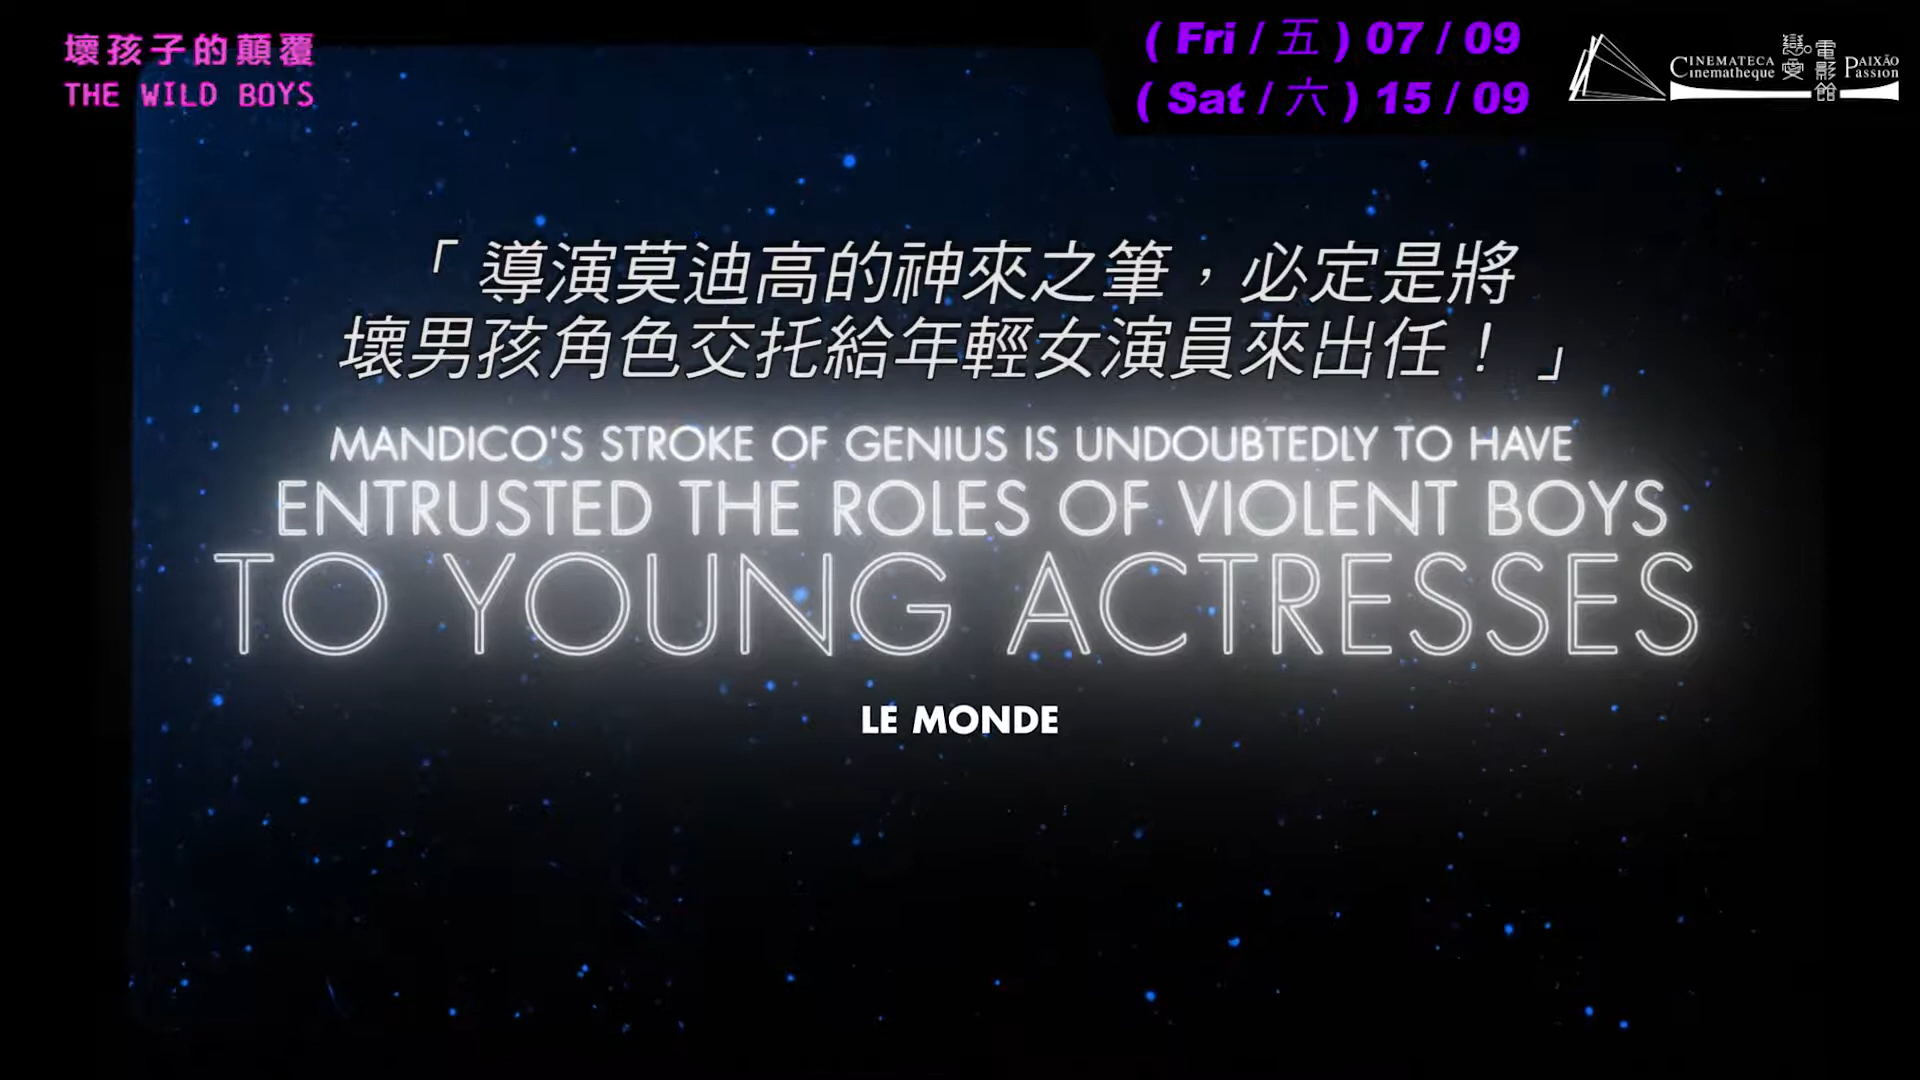 壞孩子的顛覆
THE WILD BOYS
( Fri / 五 ) 07 / 09
( Sat / 六 ) 15 / 09
CINEMATECA PAIXÃO
Cinematheque Passion
戀愛電影館
「 導演莫迪高的神來之筆，必定是將
壞男孩角色交托給年輕女演員來出任！ 」
MANDICO'S STROKE OF GENIUS IS UNDOUBTEDLY TO HAVE
ENTRUSTED THE ROLES OF VIOLENT BOYS
TO YOUNG ACTRESSES
LE MONDE